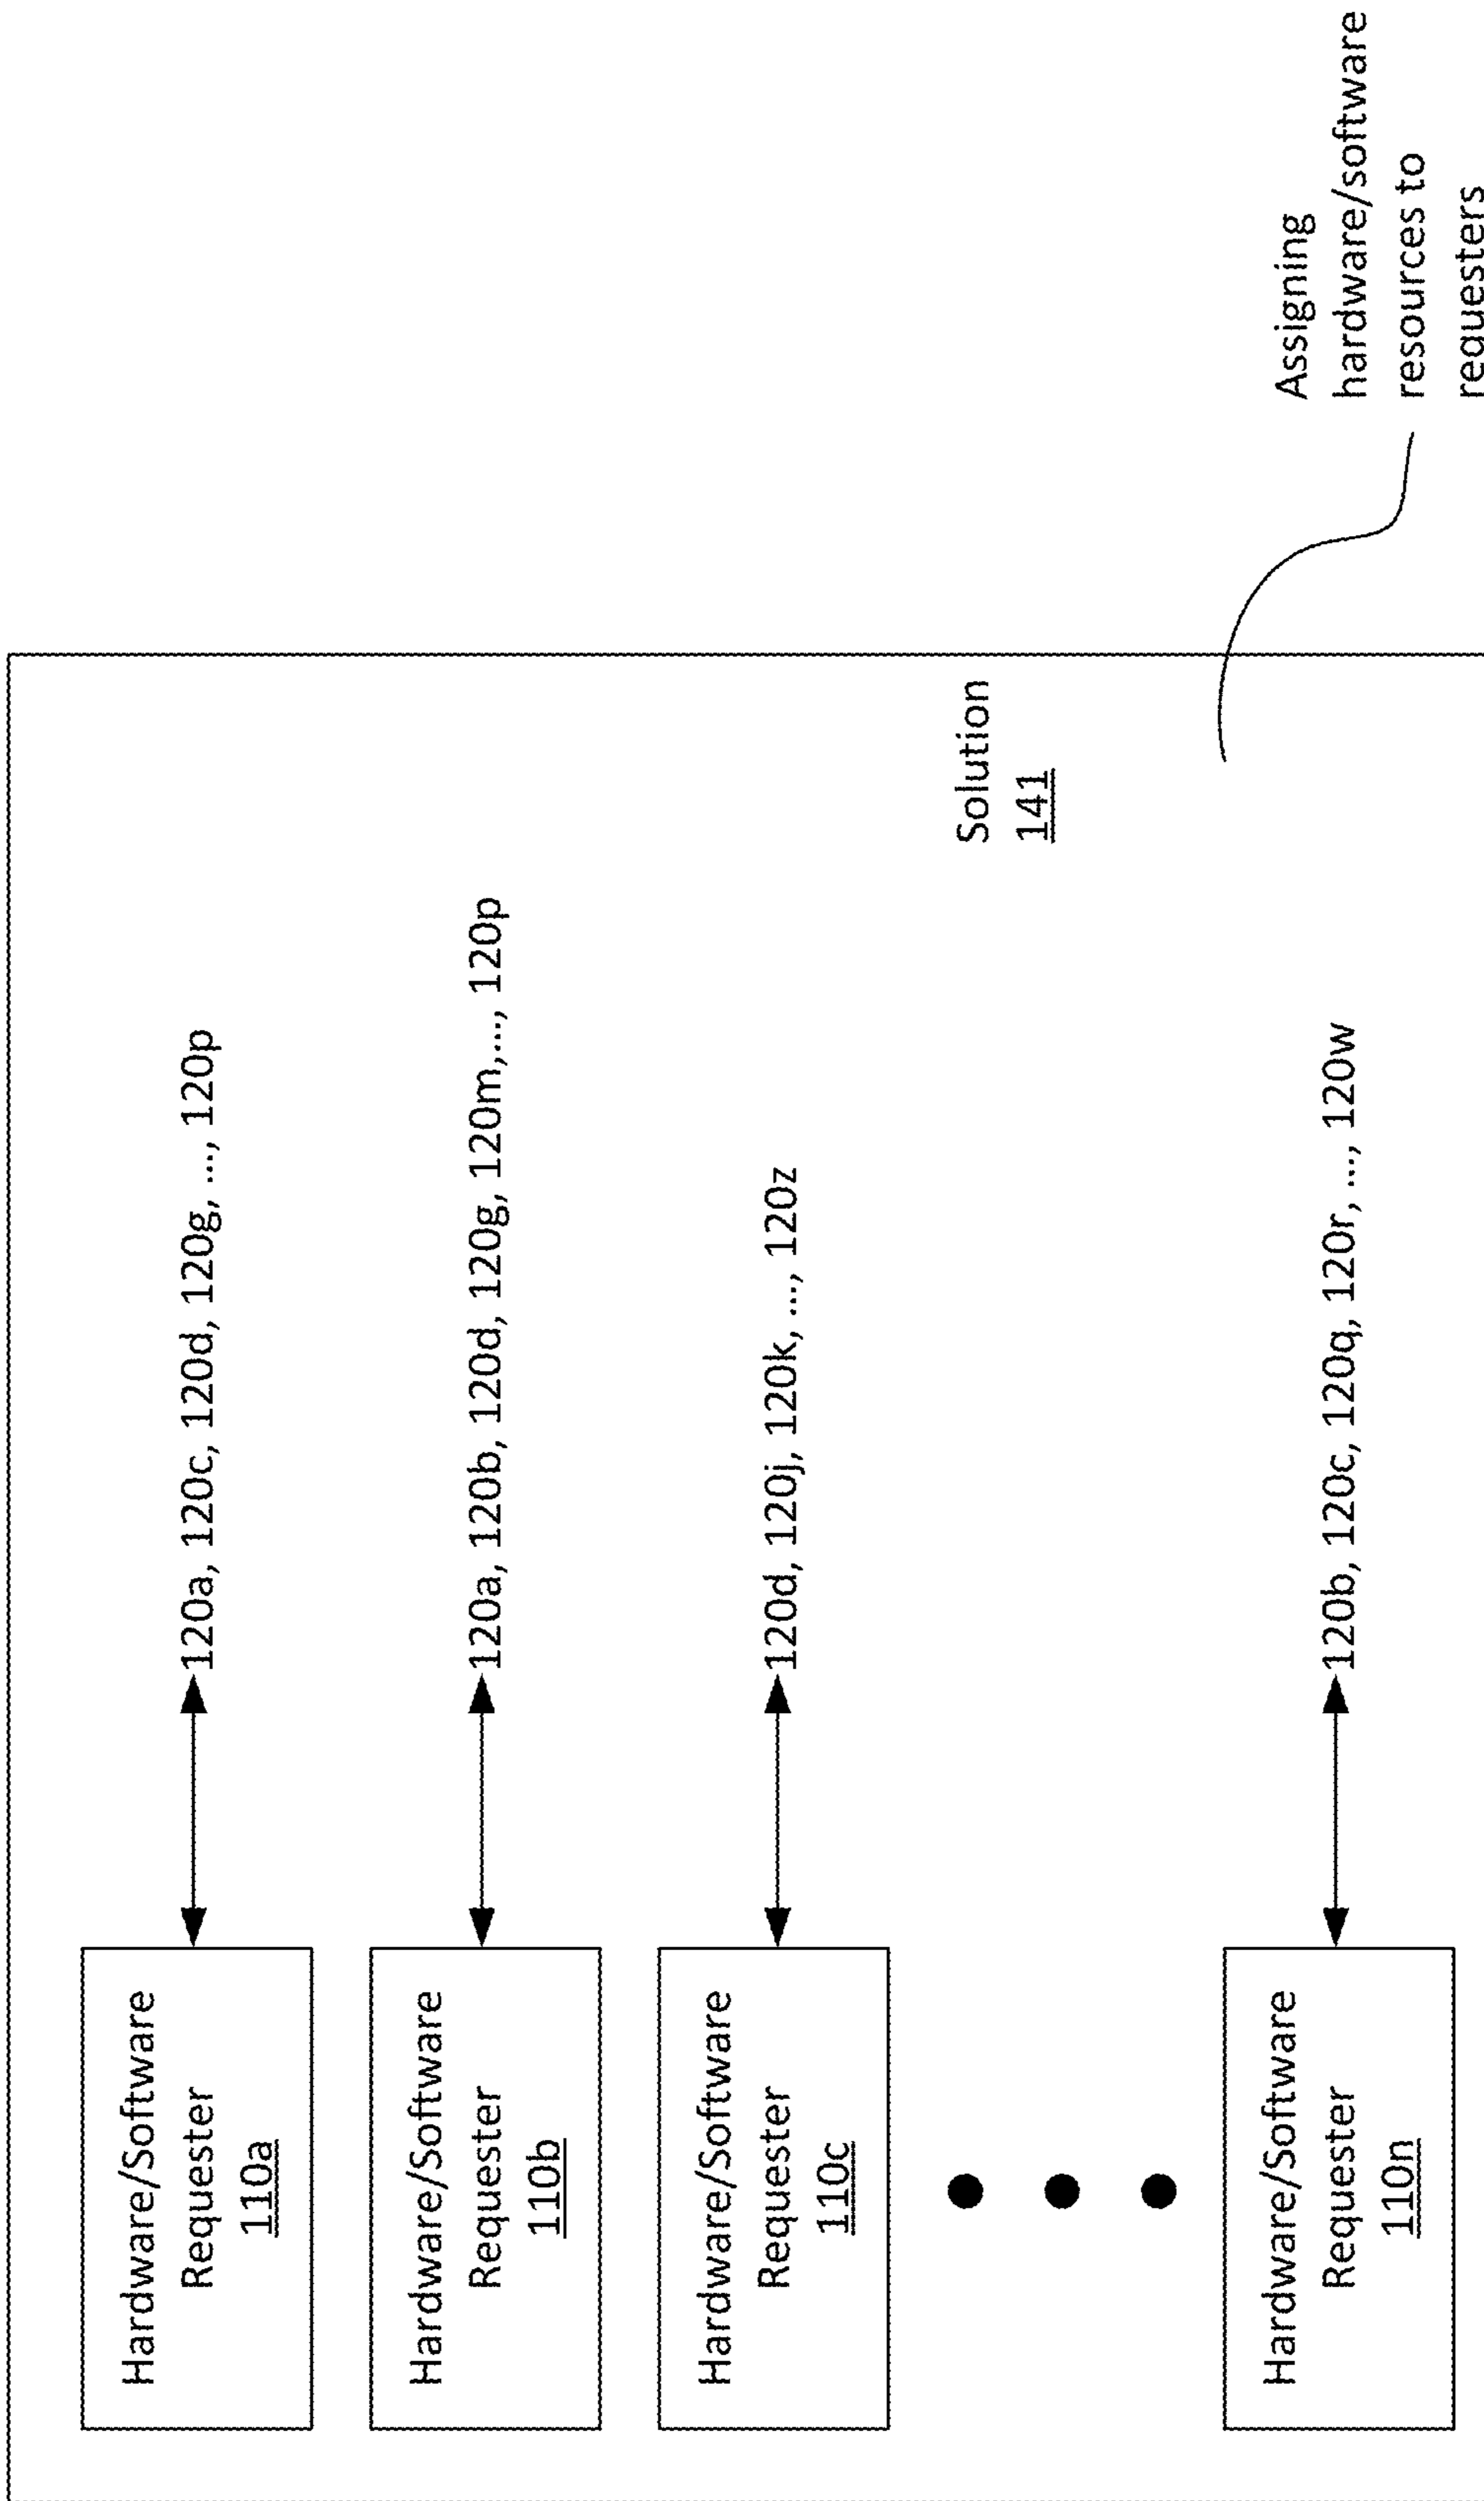 Hardware/Software
Requester
110a
120a, 120c, 120d, 120g, ..., 120p
Hardware/Software
Requester
110b
120a, 120b, 120d, 120g, 120m,..., 120p
Hardware/Software
Requester
110c
120d, 120j, 120k, ..., 120z
Solution
141
Hardware/Software
Requester
110n
120b, 120c, 120q, 120r, ..., 120w
Assigning
hardware/software
resources to
requesters